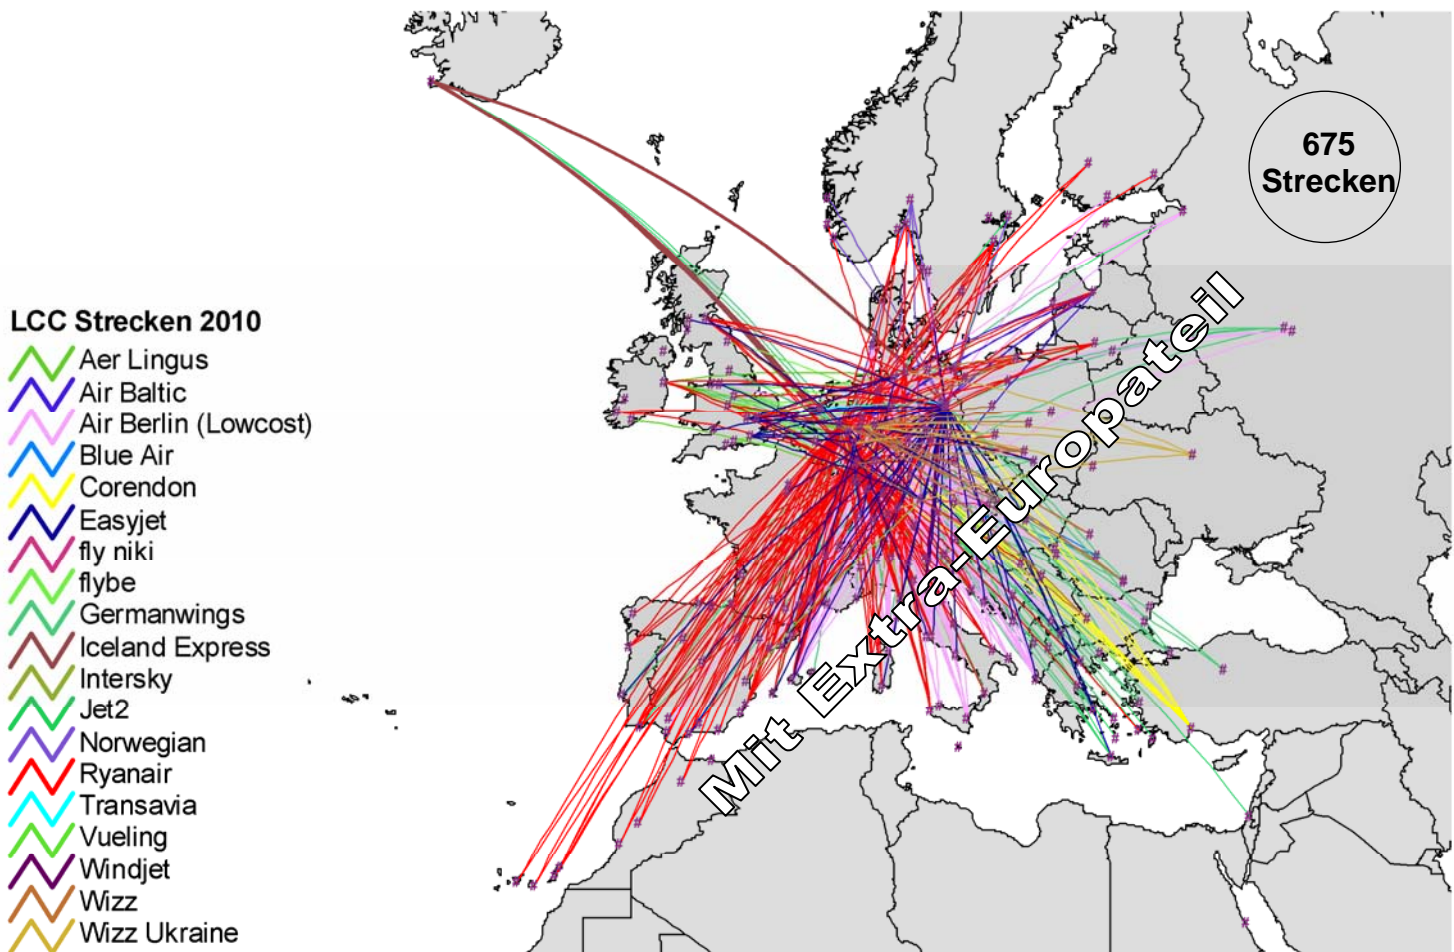 675
Strecken
LCC Strecken 2010
Aer Lingus
Air Baltic
Air Berlin (Lowcost)
Blue Air
Corendon
Easyjet
fly niki
flybe
Germanwings
Iceland Express
Intersky
Jet2
Norwegian
Ryanair
Transavia
Vueling
Windjet
Wizz
Wizz Ukraine
Mit Extra-Europateil